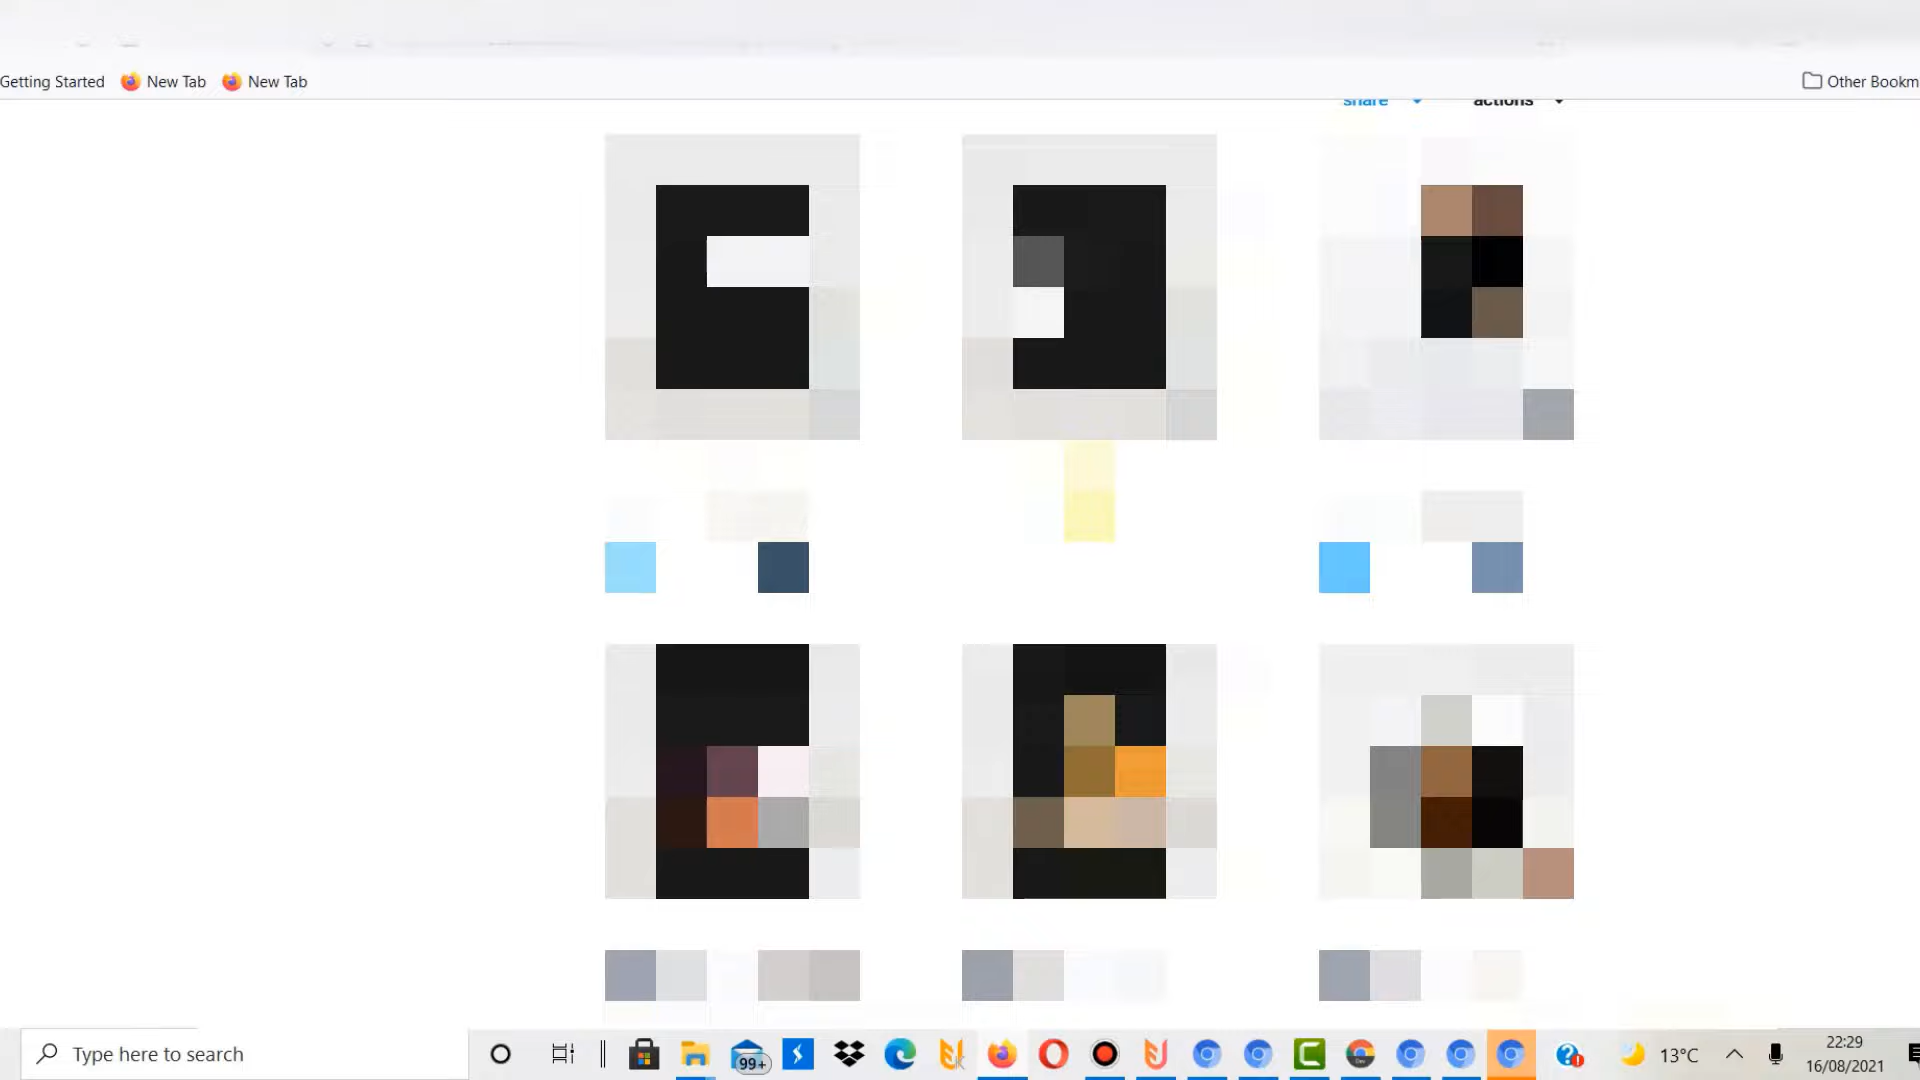 Getting Started New Tab New Tab Other Bookm
share actions
Type here to search 99+ 13°C 22:29
16/08/2021